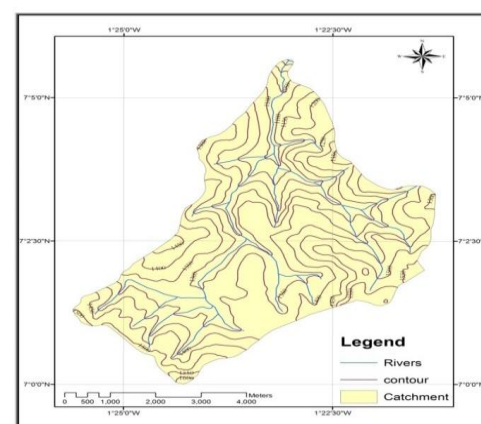 1°25'0"W 1°22'30"W
7°5'0"N 7°5'0"N
7°2'30"N 7°2'30"N
Legend
Rivers
contour
Catchment
7°0'0"N 7°0'0"N
Meters
0 500 1,000 2,000 3,000 4,000
1°25'0"W 1°22'30"W